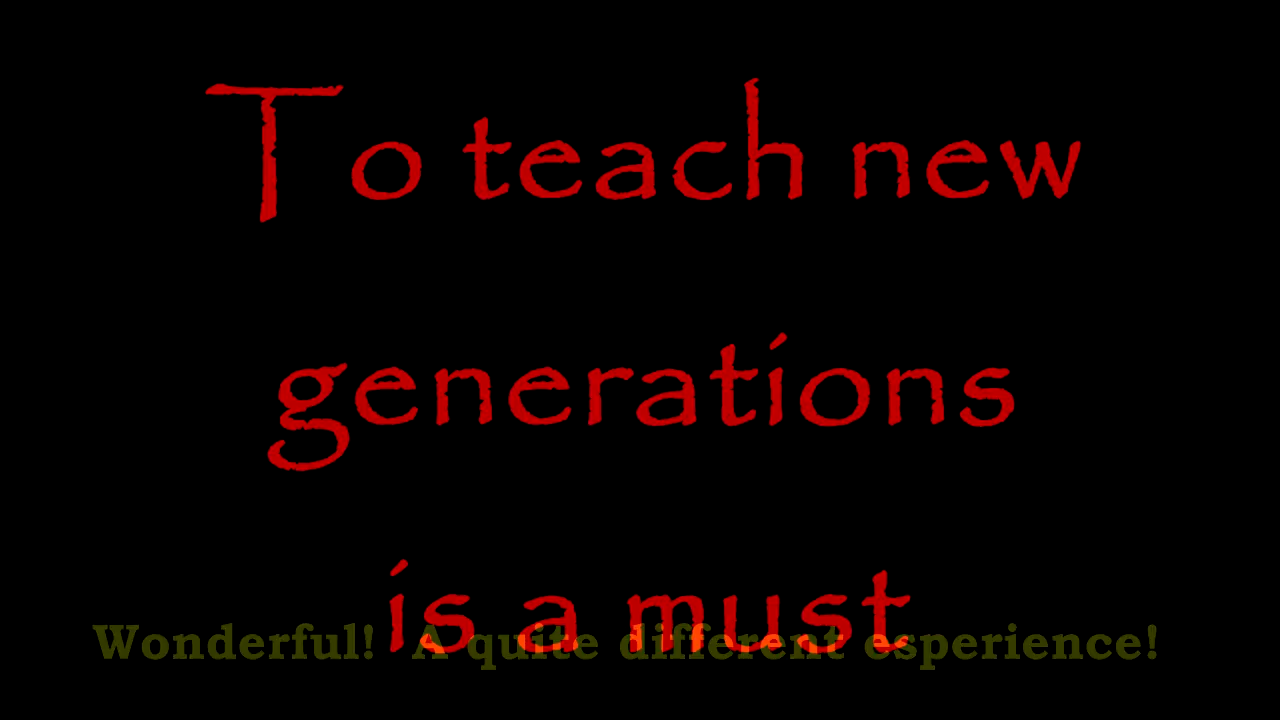 To teach new
generations
is a must
Wonderful! A quite different esperience!